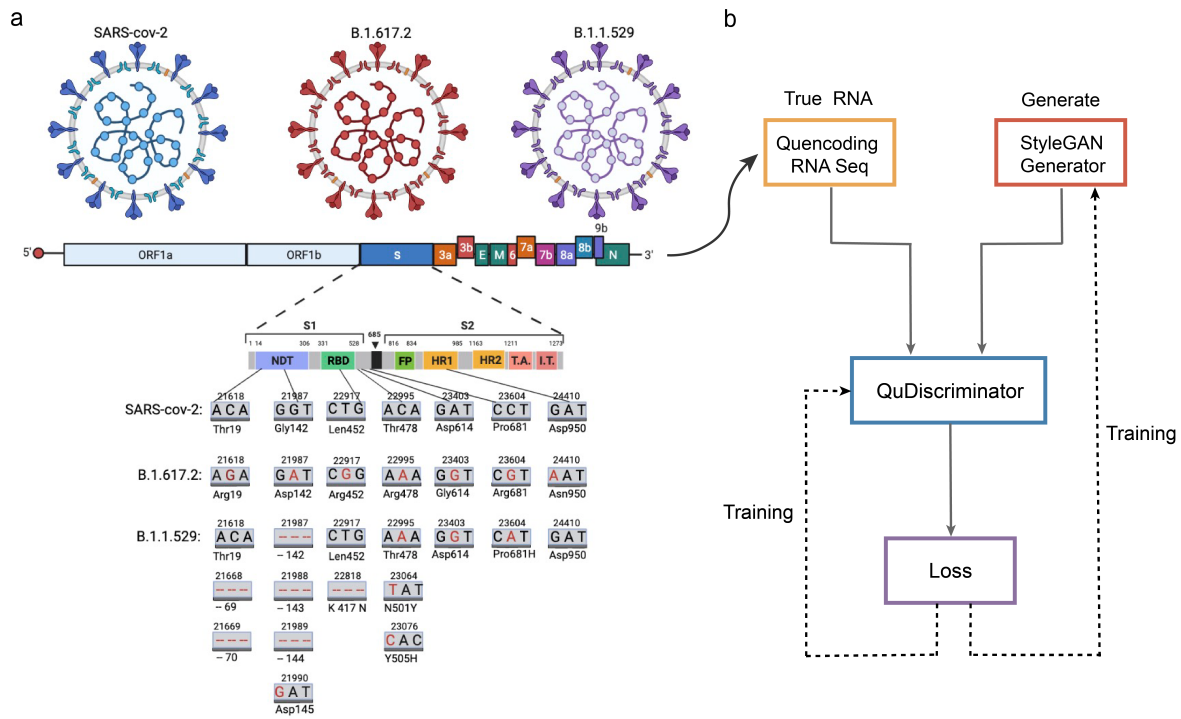 a
b
SARS-cov-2
B.1.617.2
B.1.1.529
5'
ORF1a
ORF1b
S
3a
3b
E
M
6
7a
7b
8a
8b
9b
N
3'
S1
685
S2
1 14 306 331 528 816 834 985 1163 1211 1273
NDT RBD FP HR1 HR2 T.A. I.T.
21618 21987 22917 22995 23403 23604 24410
SARS-cov-2: ACA GGT CTG ACA GAT CCT GAT
Thr19 Gly142 Len452 Thr478 Asp614 Pro681 Asp950
21618 21987 22917 22995 23403 23604 24410
B.1.617.2: AGA GAT CGG AAA GGT CGT AAT
Arg19 Asp142 Arg452 Arg478 Gly614 Arg681 Asn950
21618 21987 22917 22995 23403 23604 24410
B.1.1.529: ACA --- CTG AAA GGT CAT GAT
Thr19 -- 142 Len452 Thr478 Asp614 Pro681H Asp950
21668 21988 22818 23064
--- --- --- TAT
-- 69 -- 143 K 417 N N501Y
21669 21989 23076
--- --- CAC
-- 70 -- 144 Y505H
21990
GAT
Asp145
True RNA
Quencoding
RNA Seq
Generate
StyleGAN
Generator
QuDiscriminator
Training
Training
Loss